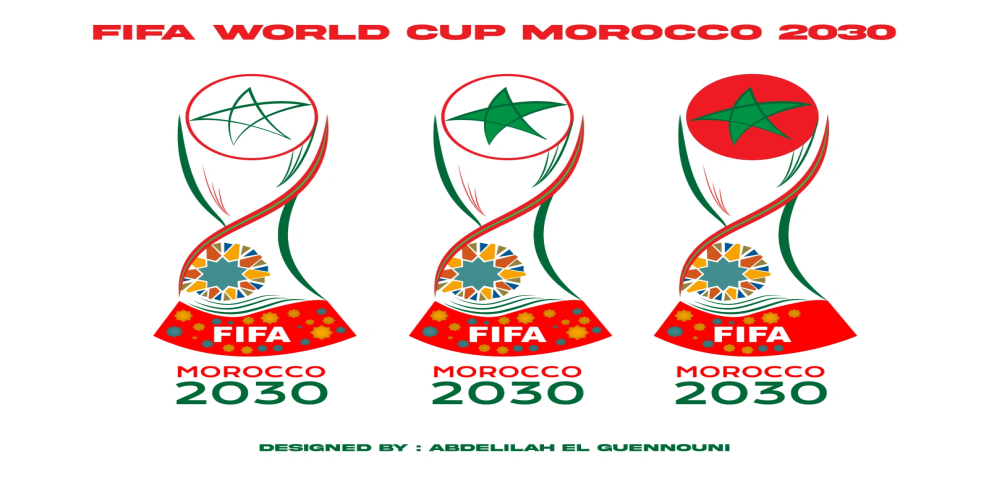 FIFA WORLD CUP MOROCCO 2030
FIFA
MOROCCO
2030
FIFA
MOROCCO
2030
FIFA
MOROCCO
2030
DESIGNED BY : ABDELILAH EL GUENNOUNI